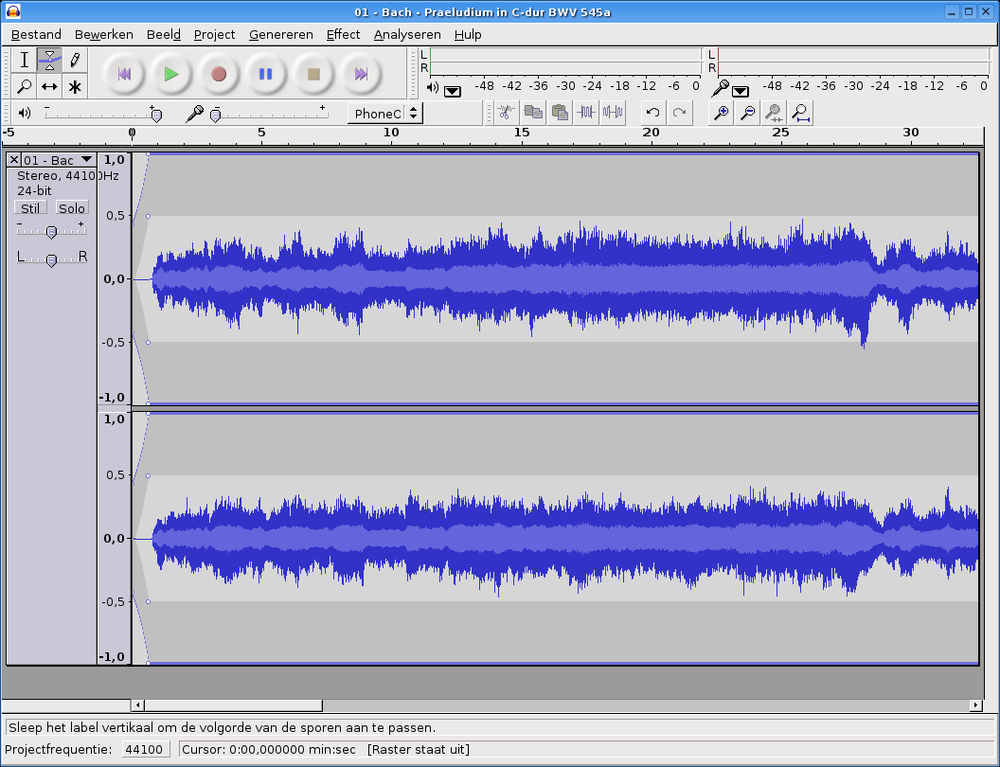 01 - Bach - Praeludium in C-dur BWV 545a
Bestand Bewerken Beeld Project Genereren Effect Analyseren Hulp
L
R
-48 -42 -36 -30 -24 -18 -12 -6 0
L
R
-48 -42 -36 -30 -24 -18 -12 -6 0
- + - +
PhoneC
-5 0 5 10 15 20 25 30
01 - Bac
Stereo, 44100Hz
24-bit
Stil Solo
- +
L R
1,0
0,5
0,0
-0,5
-1,0
1,0
0,5
0,0
-0,5
-1,0
Sleep het label vertikaal om de volgorde van de sporen aan te passen.
Projectfrequentie: 44100 Cursor: 0:00,000000 min:sec [Raster staat uit]